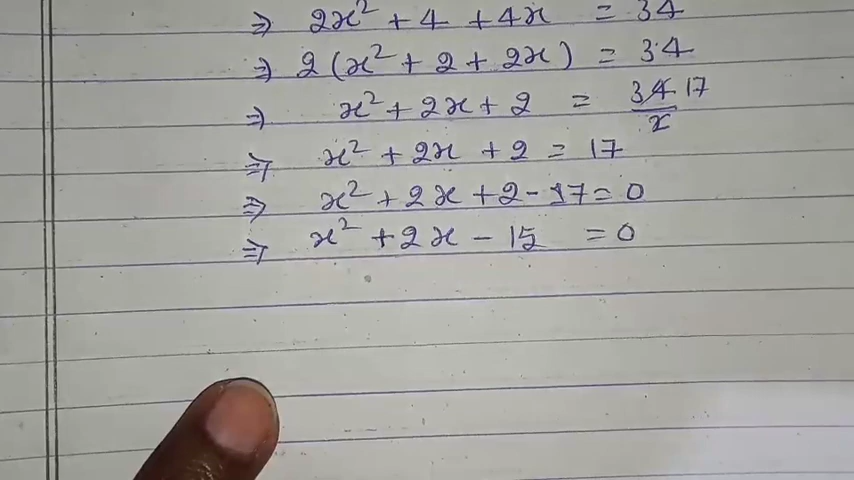 ⇒ 2x² + 4 + 4x = 34
⇒ 2(x² + 2 + 2x) = 34
⇒ x² + 2x + 2 = 34/2 17
⇒ x² + 2x + 2 = 17
⇒ x² + 2x + 2 - 17 = 0
⇒ x² + 2x - 15 = 0